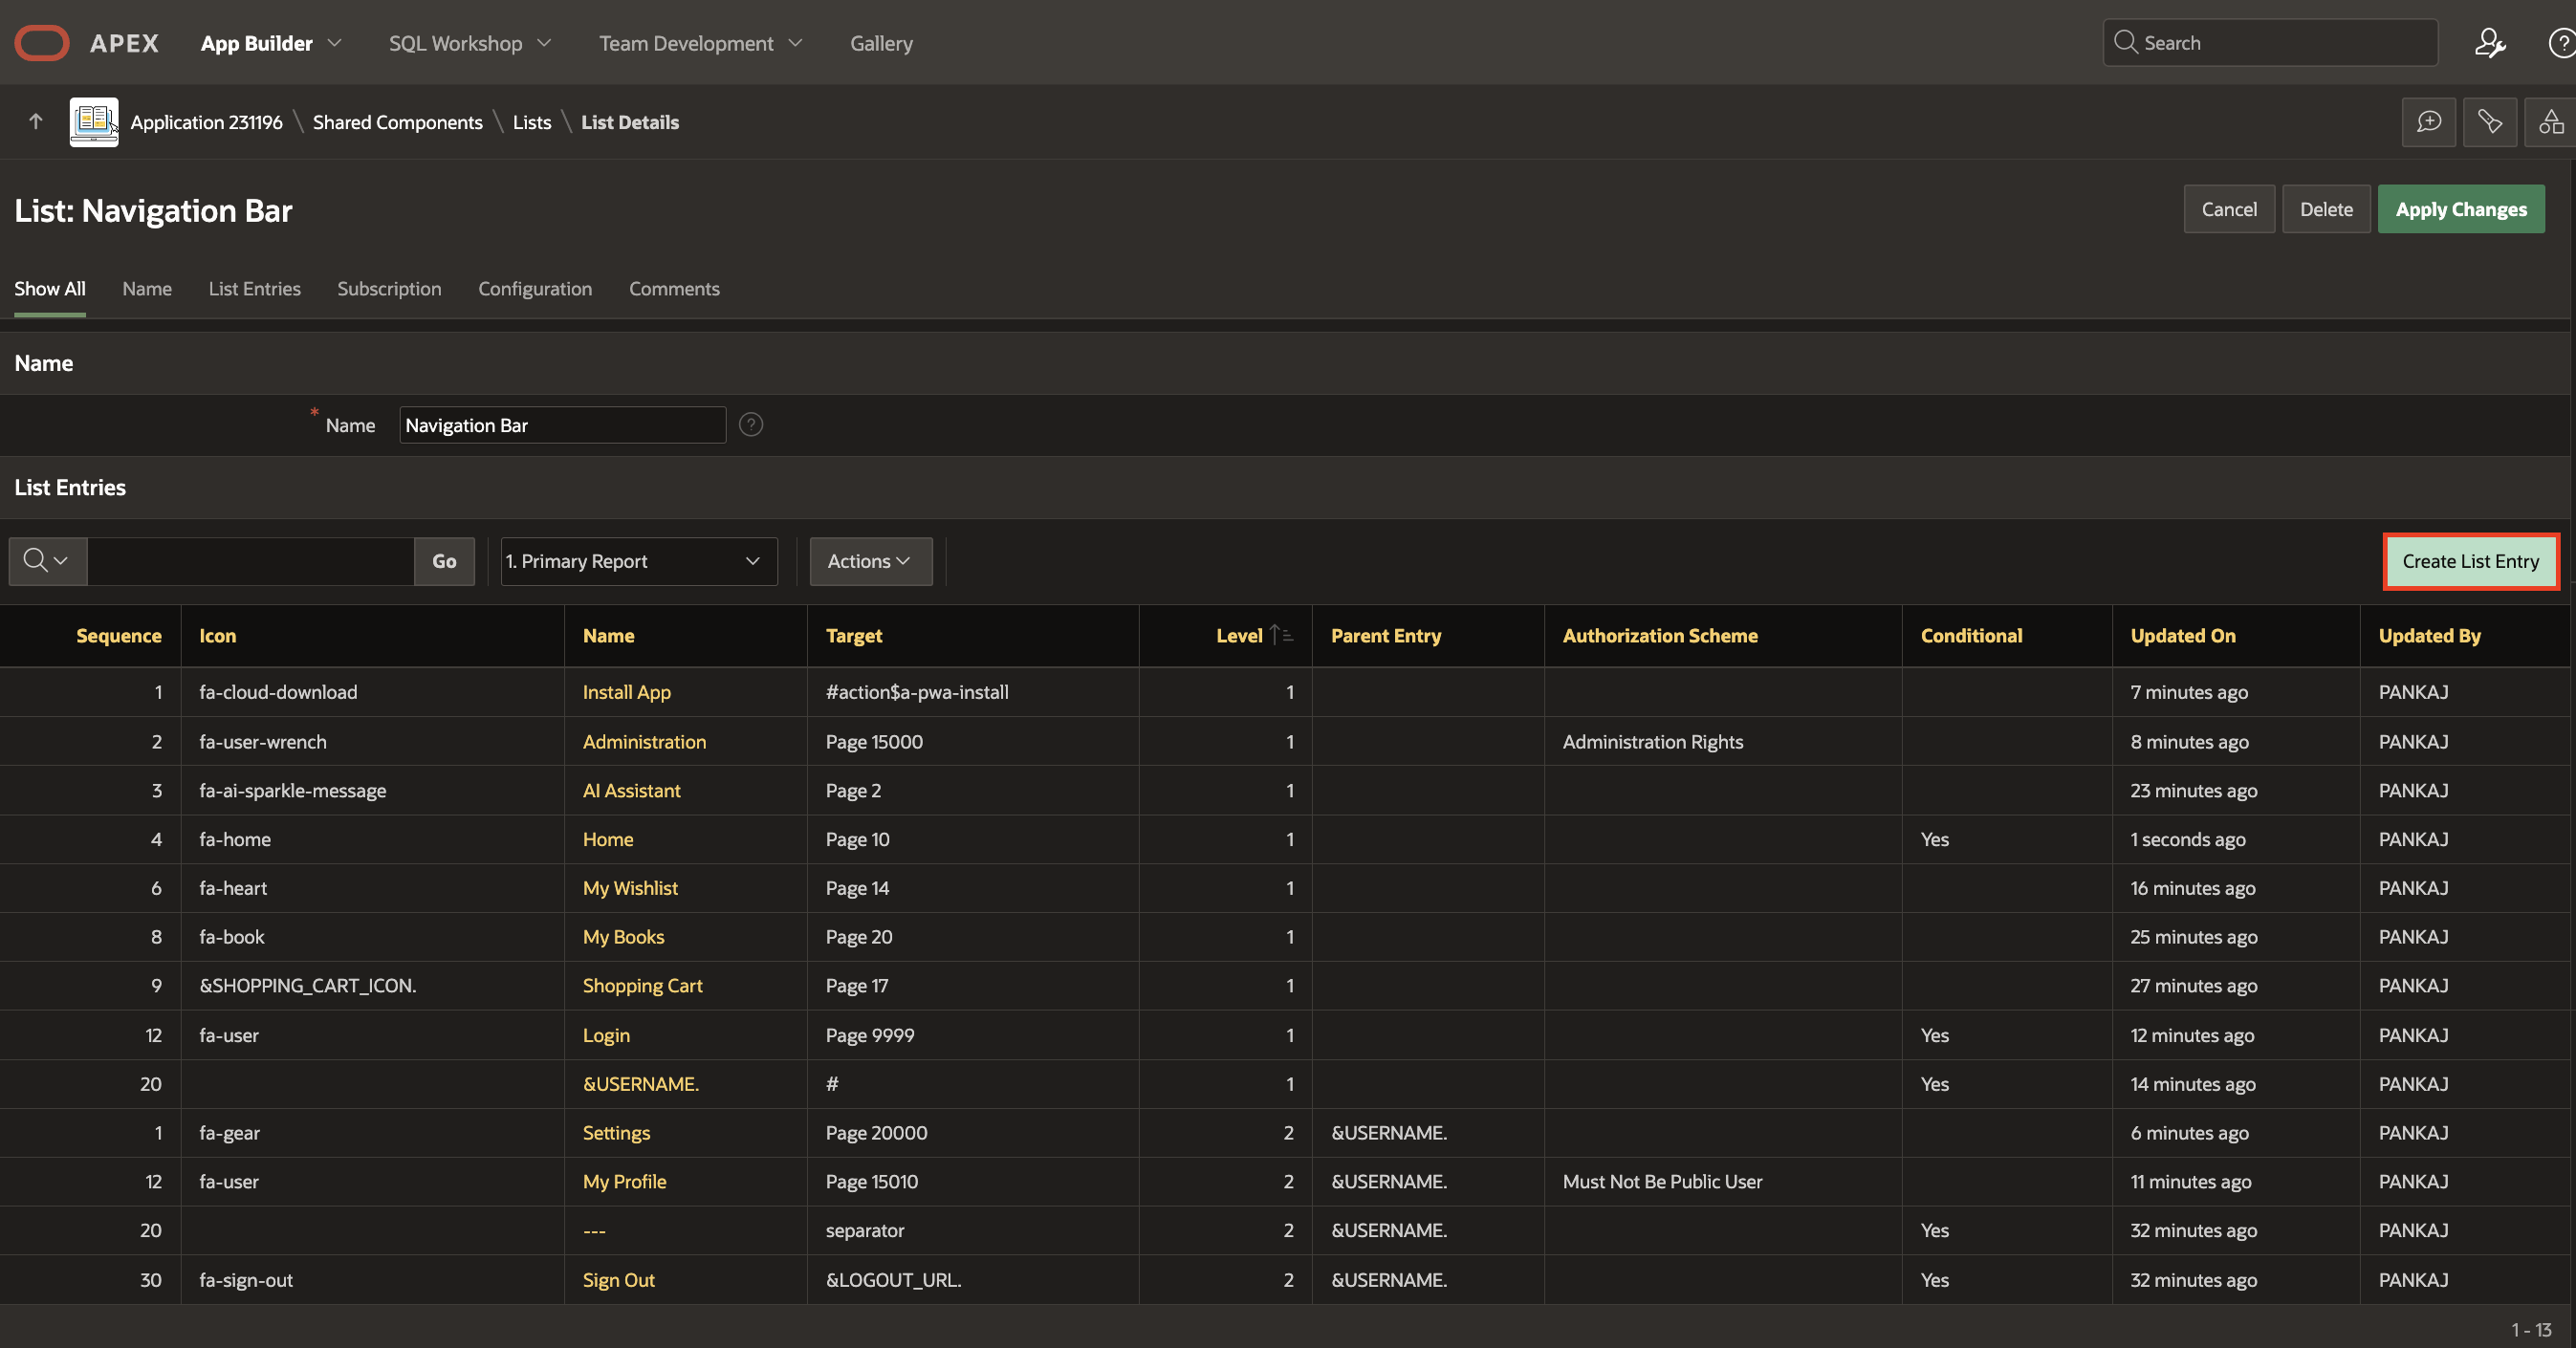 APEX App Builder SQL Workshop Team Development Gallery Search
Application 231196 \ Shared Components \ Lists \ List Details
List: Navigation Bar Cancel Delete Apply Changes
Show All Name List Entries Subscription Configuration Comments
Name
* Name Navigation Bar ?
List Entries
Go 1. Primary Report Actions Create List Entry
Sequence Icon Name Target Level Parent Entry Authorization Scheme Conditional Updated On Updated By
1 fa-cloud-download Install App #action$a-pwa-install 1 7 minutes ago PANKAJ
2 fa-user-wrench Administration Page 15000 1 Administration Rights 8 minutes ago PANKAJ
3 fa-ai-sparkle-message AI Assistant Page 2 1 23 minutes ago PANKAJ
4 fa-home Home Page 10 1 Yes 1 seconds ago PANKAJ
6 fa-heart My Wishlist Page 14 1 16 minutes ago PANKAJ
8 fa-book My Books Page 20 1 25 minutes ago PANKAJ
9 &SHOPPING_CART_ICON. Shopping Cart Page 17 1 27 minutes ago PANKAJ
12 fa-user Login Page 9999 1 Yes 12 minutes ago PANKAJ
20 &USERNAME. # 1 Yes 14 minutes ago PANKAJ
1 fa-gear Settings Page 20000 2 &USERNAME. 6 minutes ago PANKAJ
12 fa-user My Profile Page 15010 2 &USERNAME. Must Not Be Public User 11 minutes ago PANKAJ
20 --- separator 2 &USERNAME. Yes 32 minutes ago PANKAJ
30 fa-sign-out Sign Out &LOGOUT_URL. 2 &USERNAME. Yes 32 minutes ago PANKAJ
1 - 13